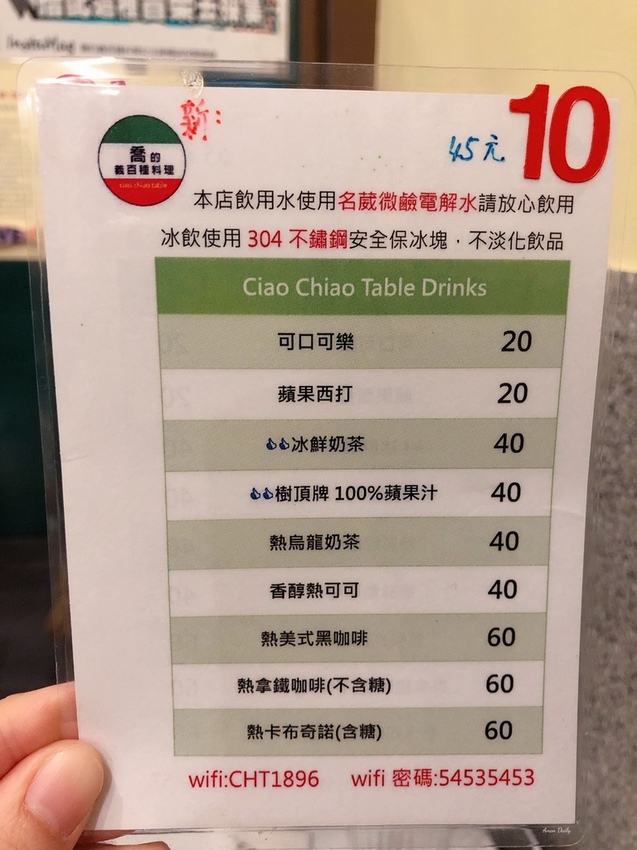 InstaVlog
新:
45元
10
喬的
義百種料理
ciao chiao table
本店飲用水使用名葳微鹼電解水請放心飲用
冰飲使用 304 不鏽鋼安全保冰塊，不淡化飲品
Ciao Chiao Table Drinks
可口可樂 20
蘋果西打 20
👍👍冰鮮奶茶 40
👍👍樹頂牌 100%蘋果汁 40
熱烏龍奶茶 40
香醇熱可可 40
熱美式黑咖啡 60
熱拿鐵咖啡(不含糖) 60
熱卡布奇諾(含糖) 60
wifi:CHT1896 wifi 密碼:54535453